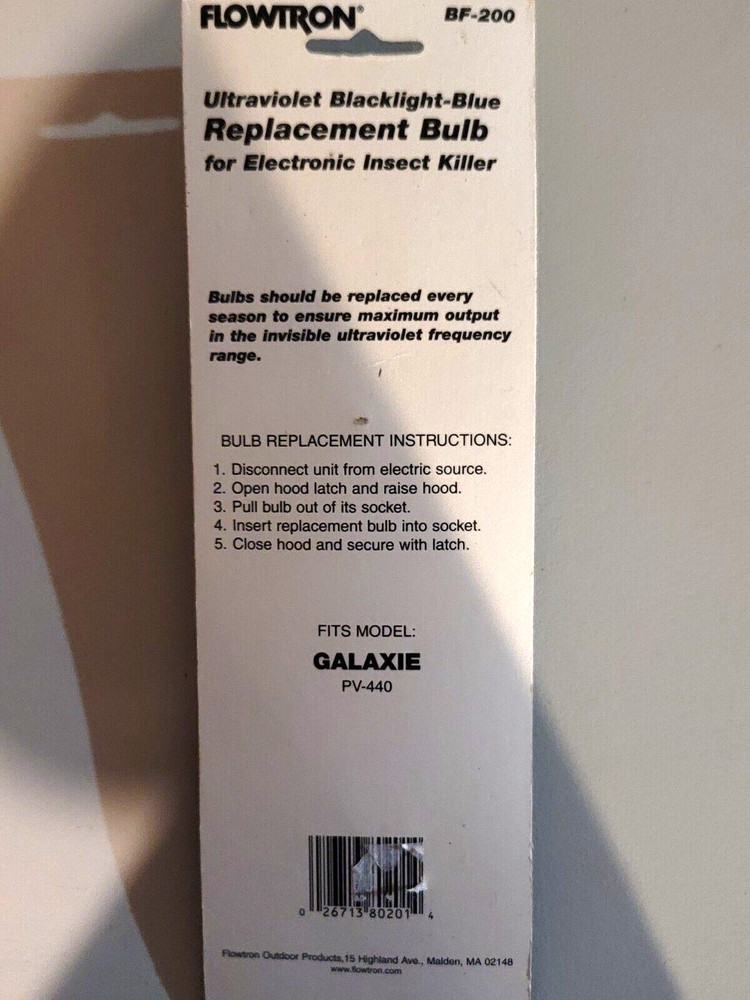 FLOWTRON® BF-200
Ultraviolet Blacklight-Blue
Replacement Bulb
for Electronic Insect Killer
Bulbs should be replaced every
season to ensure maximum output
in the invisible ultraviolet frequency
range.
BULB REPLACEMENT INSTRUCTIONS:
1. Disconnect unit from electric source.
2. Open hood latch and raise hood.
3. Pull bulb out of its socket.
4. Insert replacement bulb into socket.
5. Close hood and secure with latch.
FITS MODEL:
GALAXIE
PV-440
0 26713 80201 4
Flowtron Outdoor Products,15 Highland Ave., Malden, MA 02148
www.flowtron.com